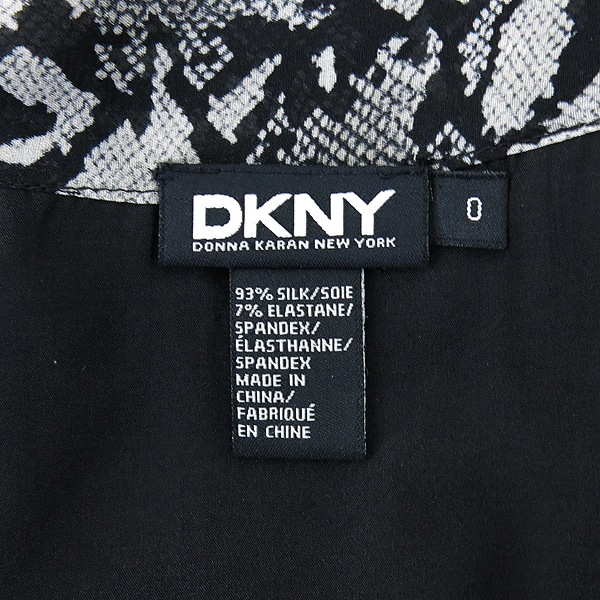 DKNY
DONNA KARAN NEW YORK
0
93% SILK/SOIE
7% ELASTANE/
SPANDEX/
ÉLASTHANNE/
SPANDEX
MADE IN
CHINA/
FABRIQUÉ
EN CHINE